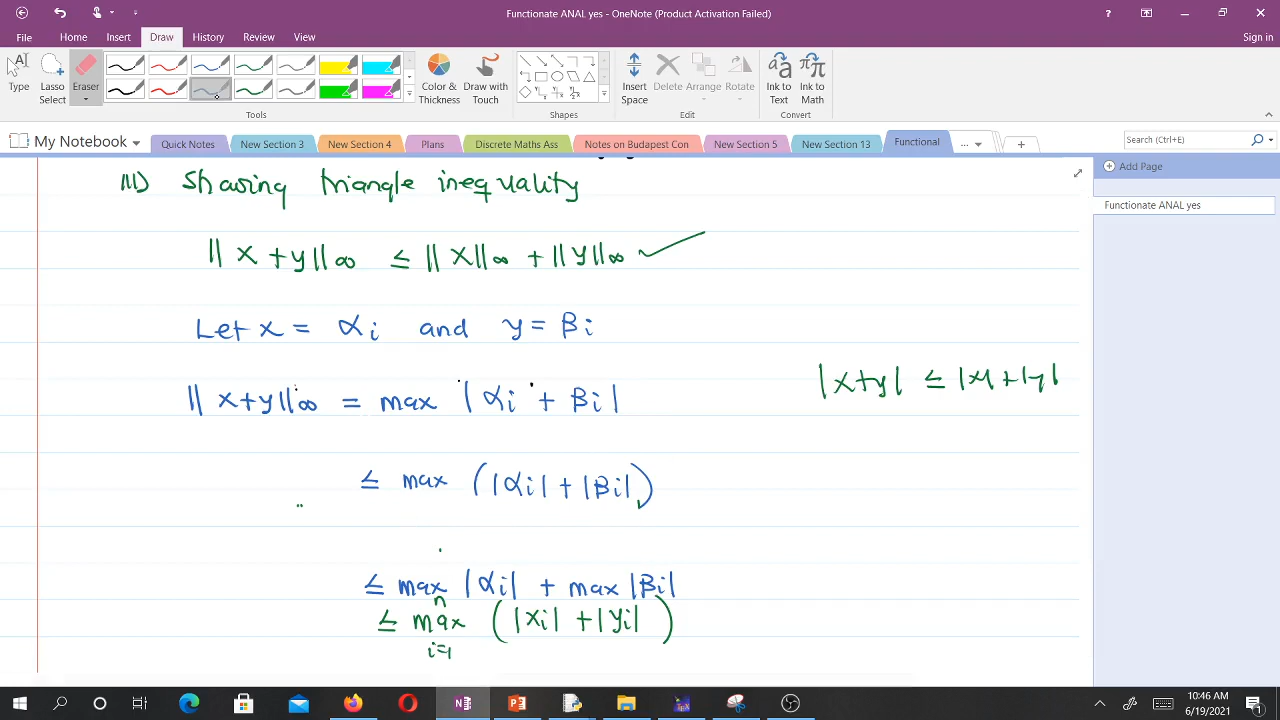 Functionate ANAL yes - OneNote (Product Activation Failed)
File Home Insert Draw History Review View Sign in
Type
Lasso Select
Eraser
Color & Thickness
Draw with Touch
Insert Space
Delete Arrange Rotate
Ink to Text
Ink to Math
Tools Shapes Edit Convert
My Notebook Quick Notes New Section 3 New Section 4 Plans Discrete Maths Ass Notes on Budapest Con New Section 5 New Section 13 Functional ... + Search (Ctrl+E)
Add Page
Functionate ANAL yes
III) Showing triangle inequality
||x+y||∞ ≤ ||x||∞ + ||y||∞ ✓
Let x = αi and y = βi
||x+y||∞ = max |αi + βi|
|x+y| ≤ |x|+|y|
≤ max (|αi| + |βi|)
≤ max |αi| + max |βi|
n
≤ max (|xi| + |yi|)
i=1
10:46 AM
6/19/2021